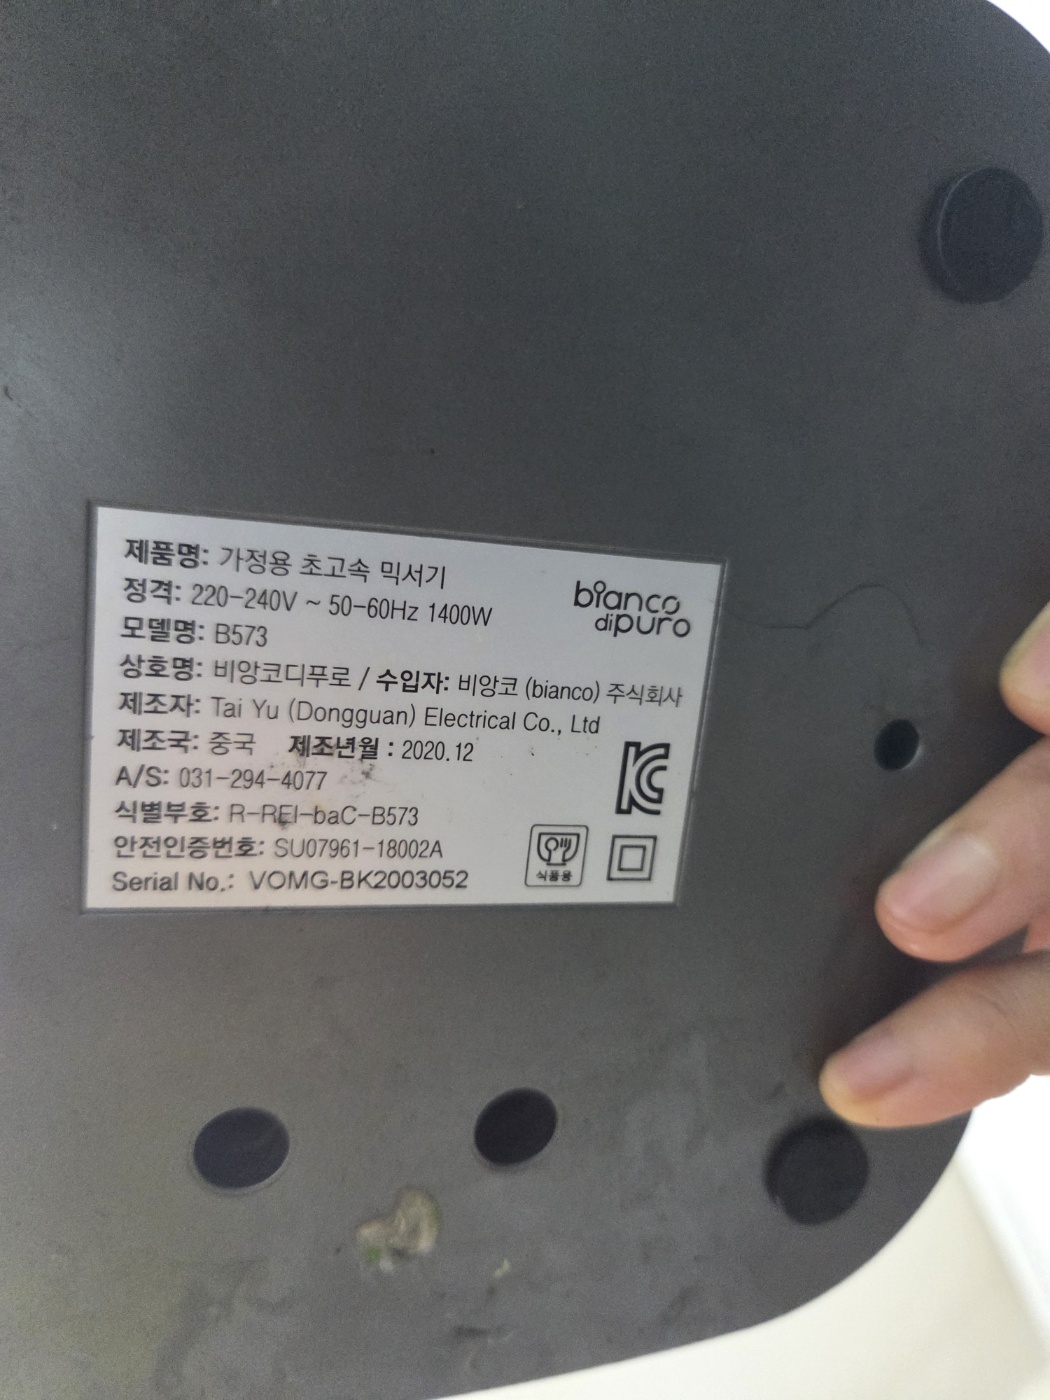 제품명: 가정용 초고속 믹서기
정격: 220-240V ~ 50-60Hz 1400W
bianco
dipuro
모델명: B573
상호명: 비앙코디푸로 / 수입자: 비앙코 (bianco) 주식회사
제조자: Tai Yu (Dongguan) Electrical Co., Ltd
제조국: 중국 제조년월 : 2020.12
A/S: 031-294-4077
식별부호: R-REI-baC-B573
안전인증번호: SU07961-18002A
Serial No.: VOMG-BK2003052
KC
식품용